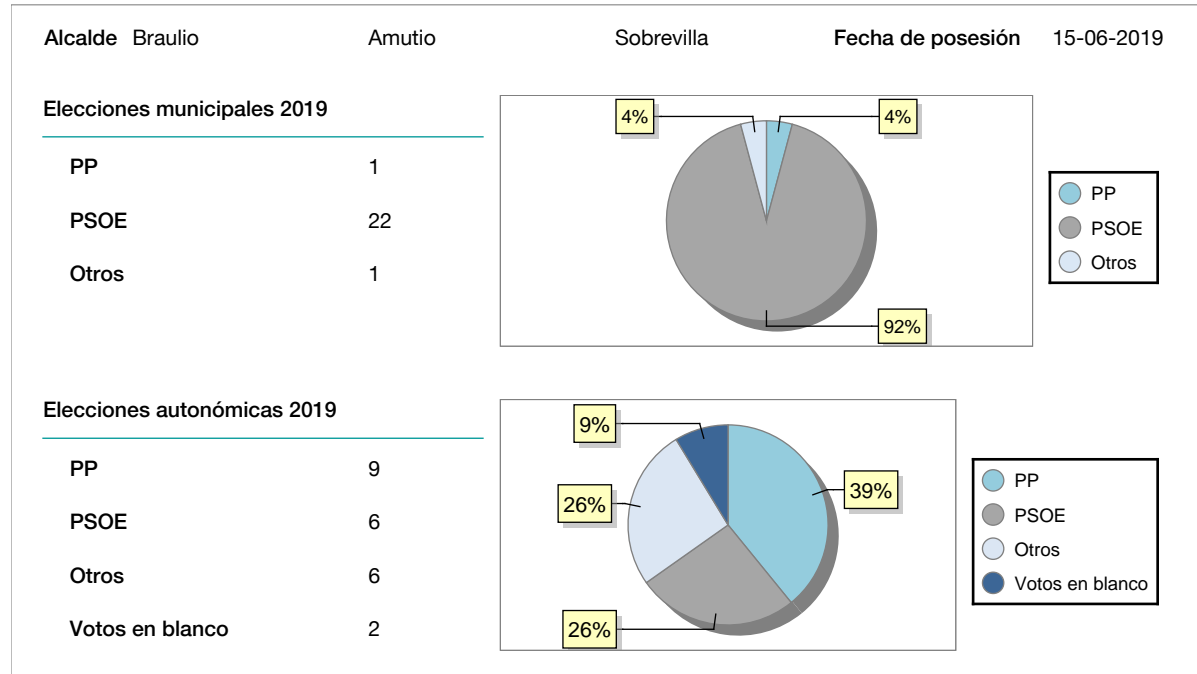 Alcalde Braulio Amutio Sobrevilla Fecha de posesión 15-06-2019
Elecciones municipales 2019
PP 1
PSOE 22
Otros 1
4%
4%
92%
PP
PSOE
Otros
Elecciones autonómicas 2019
PP 9
PSOE 6
Otros 6
Votos en blanco 2
9%
39%
26%
26%
PP
PSOE
Otros
Votos en blanco